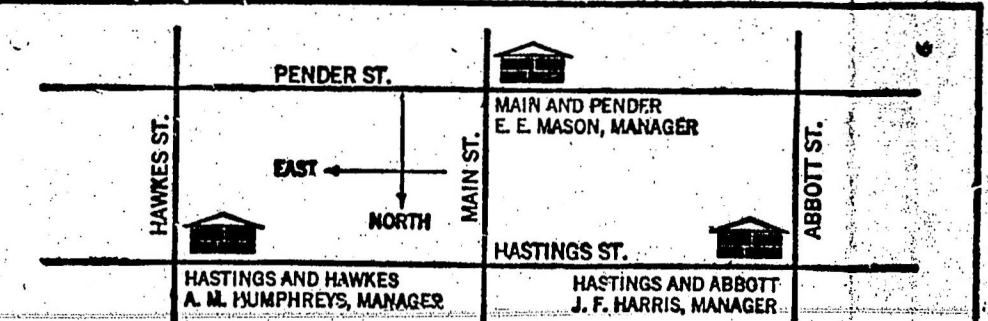 PENDER ST.
MAIN AND PENDER
E. E. MASON, MANAGER
HAWKES ST.
EAST
NORTH
MAIN ST.
ABBOTT ST.
HASTINGS ST.
HASTINGS AND HAWKES
A. M. HUMPHREYS, MANAGER
HASTINGS AND ABBOTT
J. F. HARRIS, MANAGER